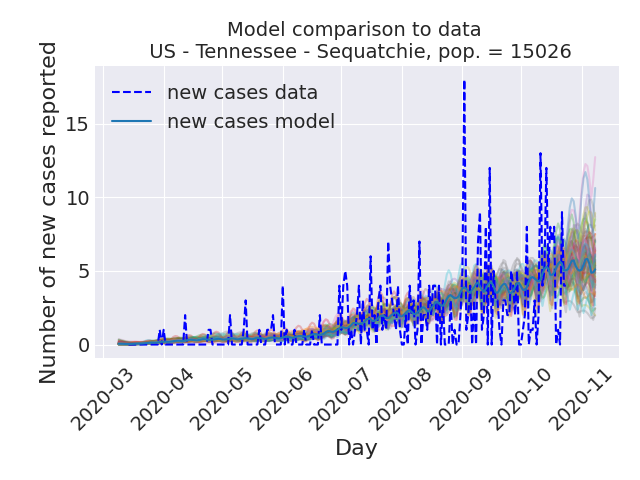 Model comparison to data
US - Tennessee - Sequatchie, pop. = 15026
new cases data
new cases model
Number of new cases reported
15
10
5
0
2020-03
2020-04
2020-05
2020-06
2020-07
2020-08
2020-09
2020-10
2020-11
Day